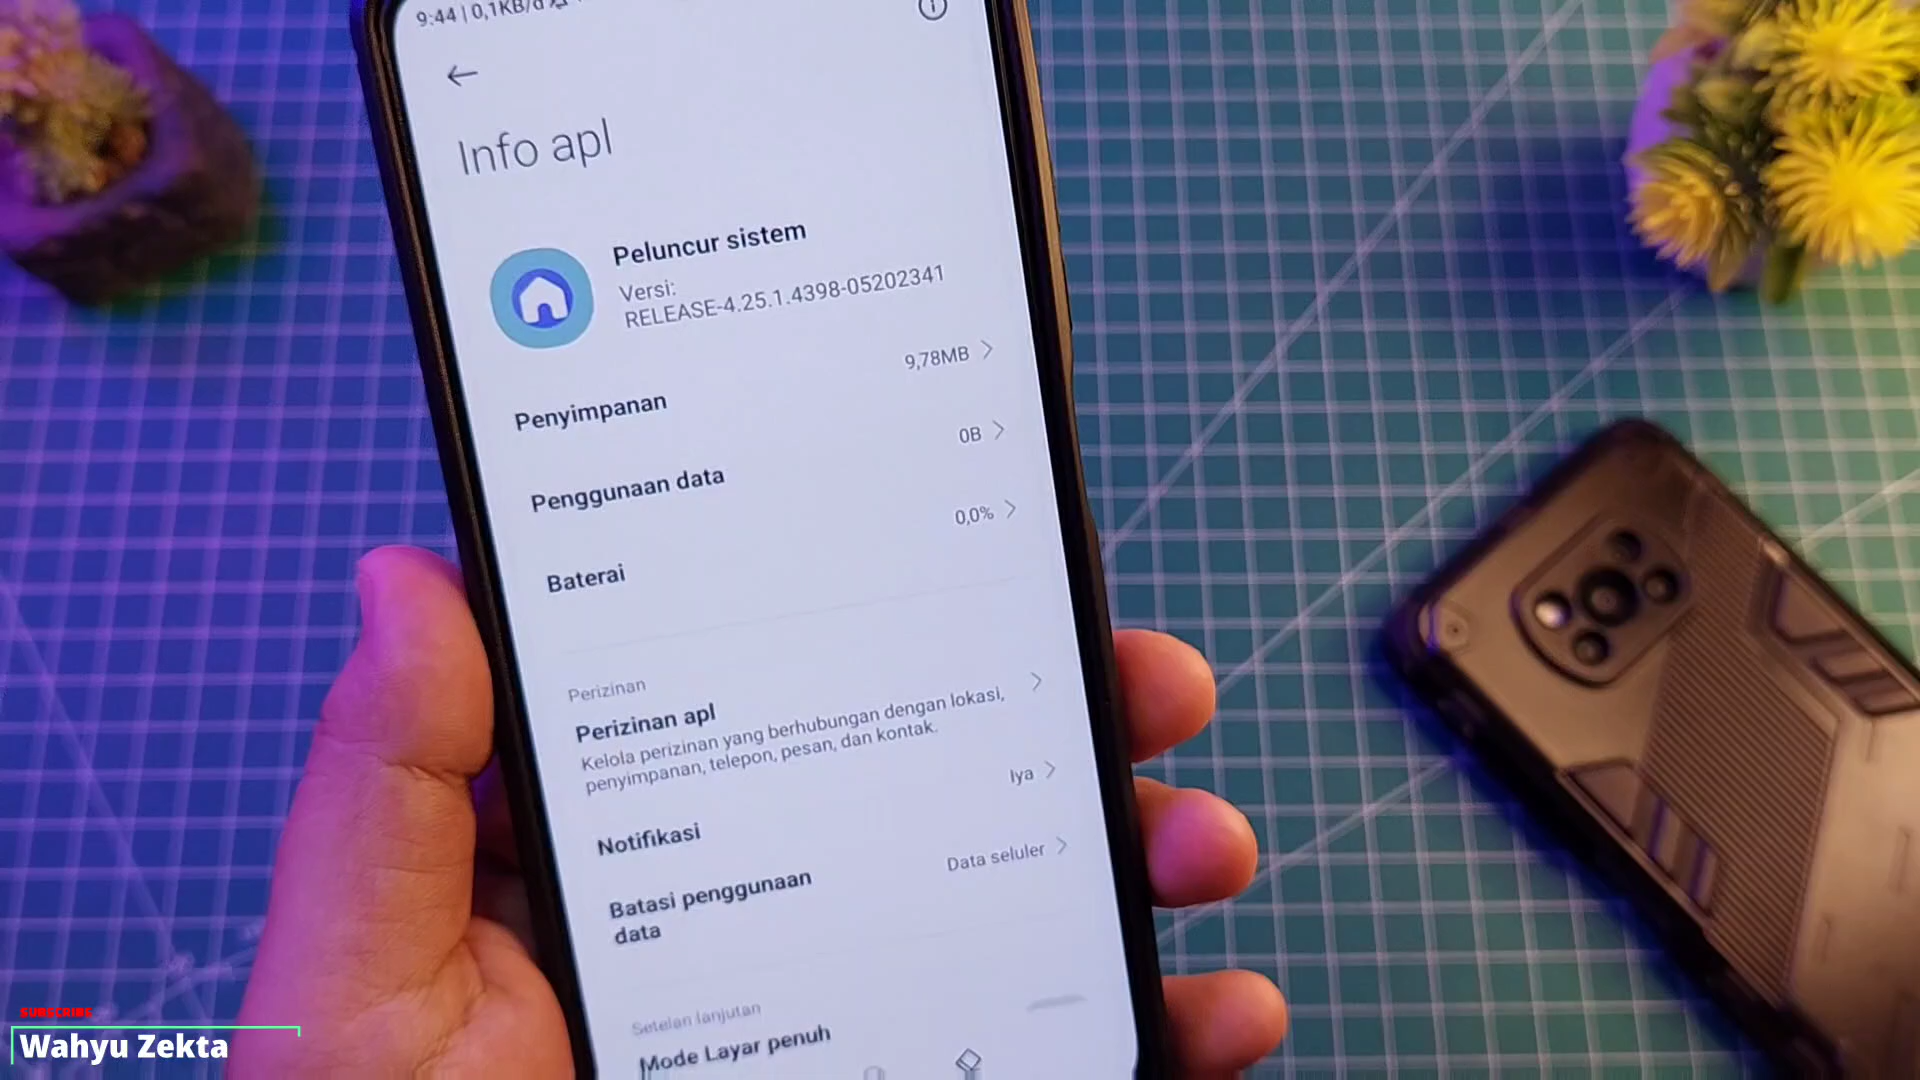 9:44 | 0,1KB/d
Info apl
Peluncur sistem
Versi:
RELEASE-4.25.1.4398-05202341
Penyimpanan
9,78MB
Penggunaan data
0B
Baterai
0,0%
Perizinan
Perizinan apl
Kelola perizinan yang berhubungan dengan lokasi,
penyimpanan, telepon, pesan, dan kontak.
Notifikasi
Iya
Batasi penggunaan
data
Data seluler
Setelan lanjutan
Mode Layar penuh
SUBSCRIBE
Wahyu Zekta